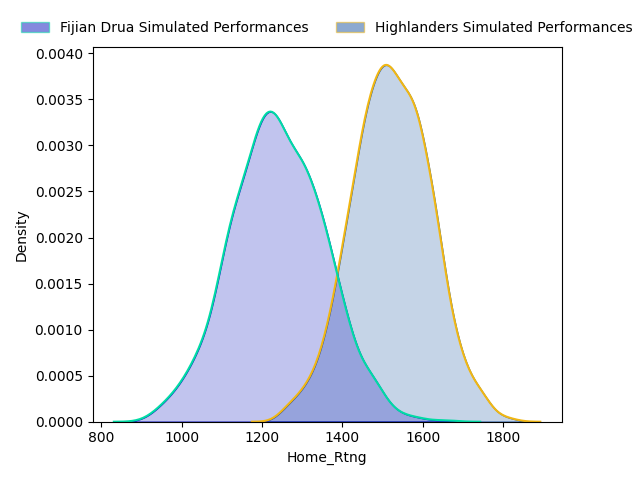 Fijian Drua Simulated Performances Highlanders Simulated Performances
0.0040
0.0035
0.0030
0.0025
0.0020
0.0015
0.0010
0.0005
0.0000
Density
800 1000 1200 1400 1600 1800
Home_Rtng